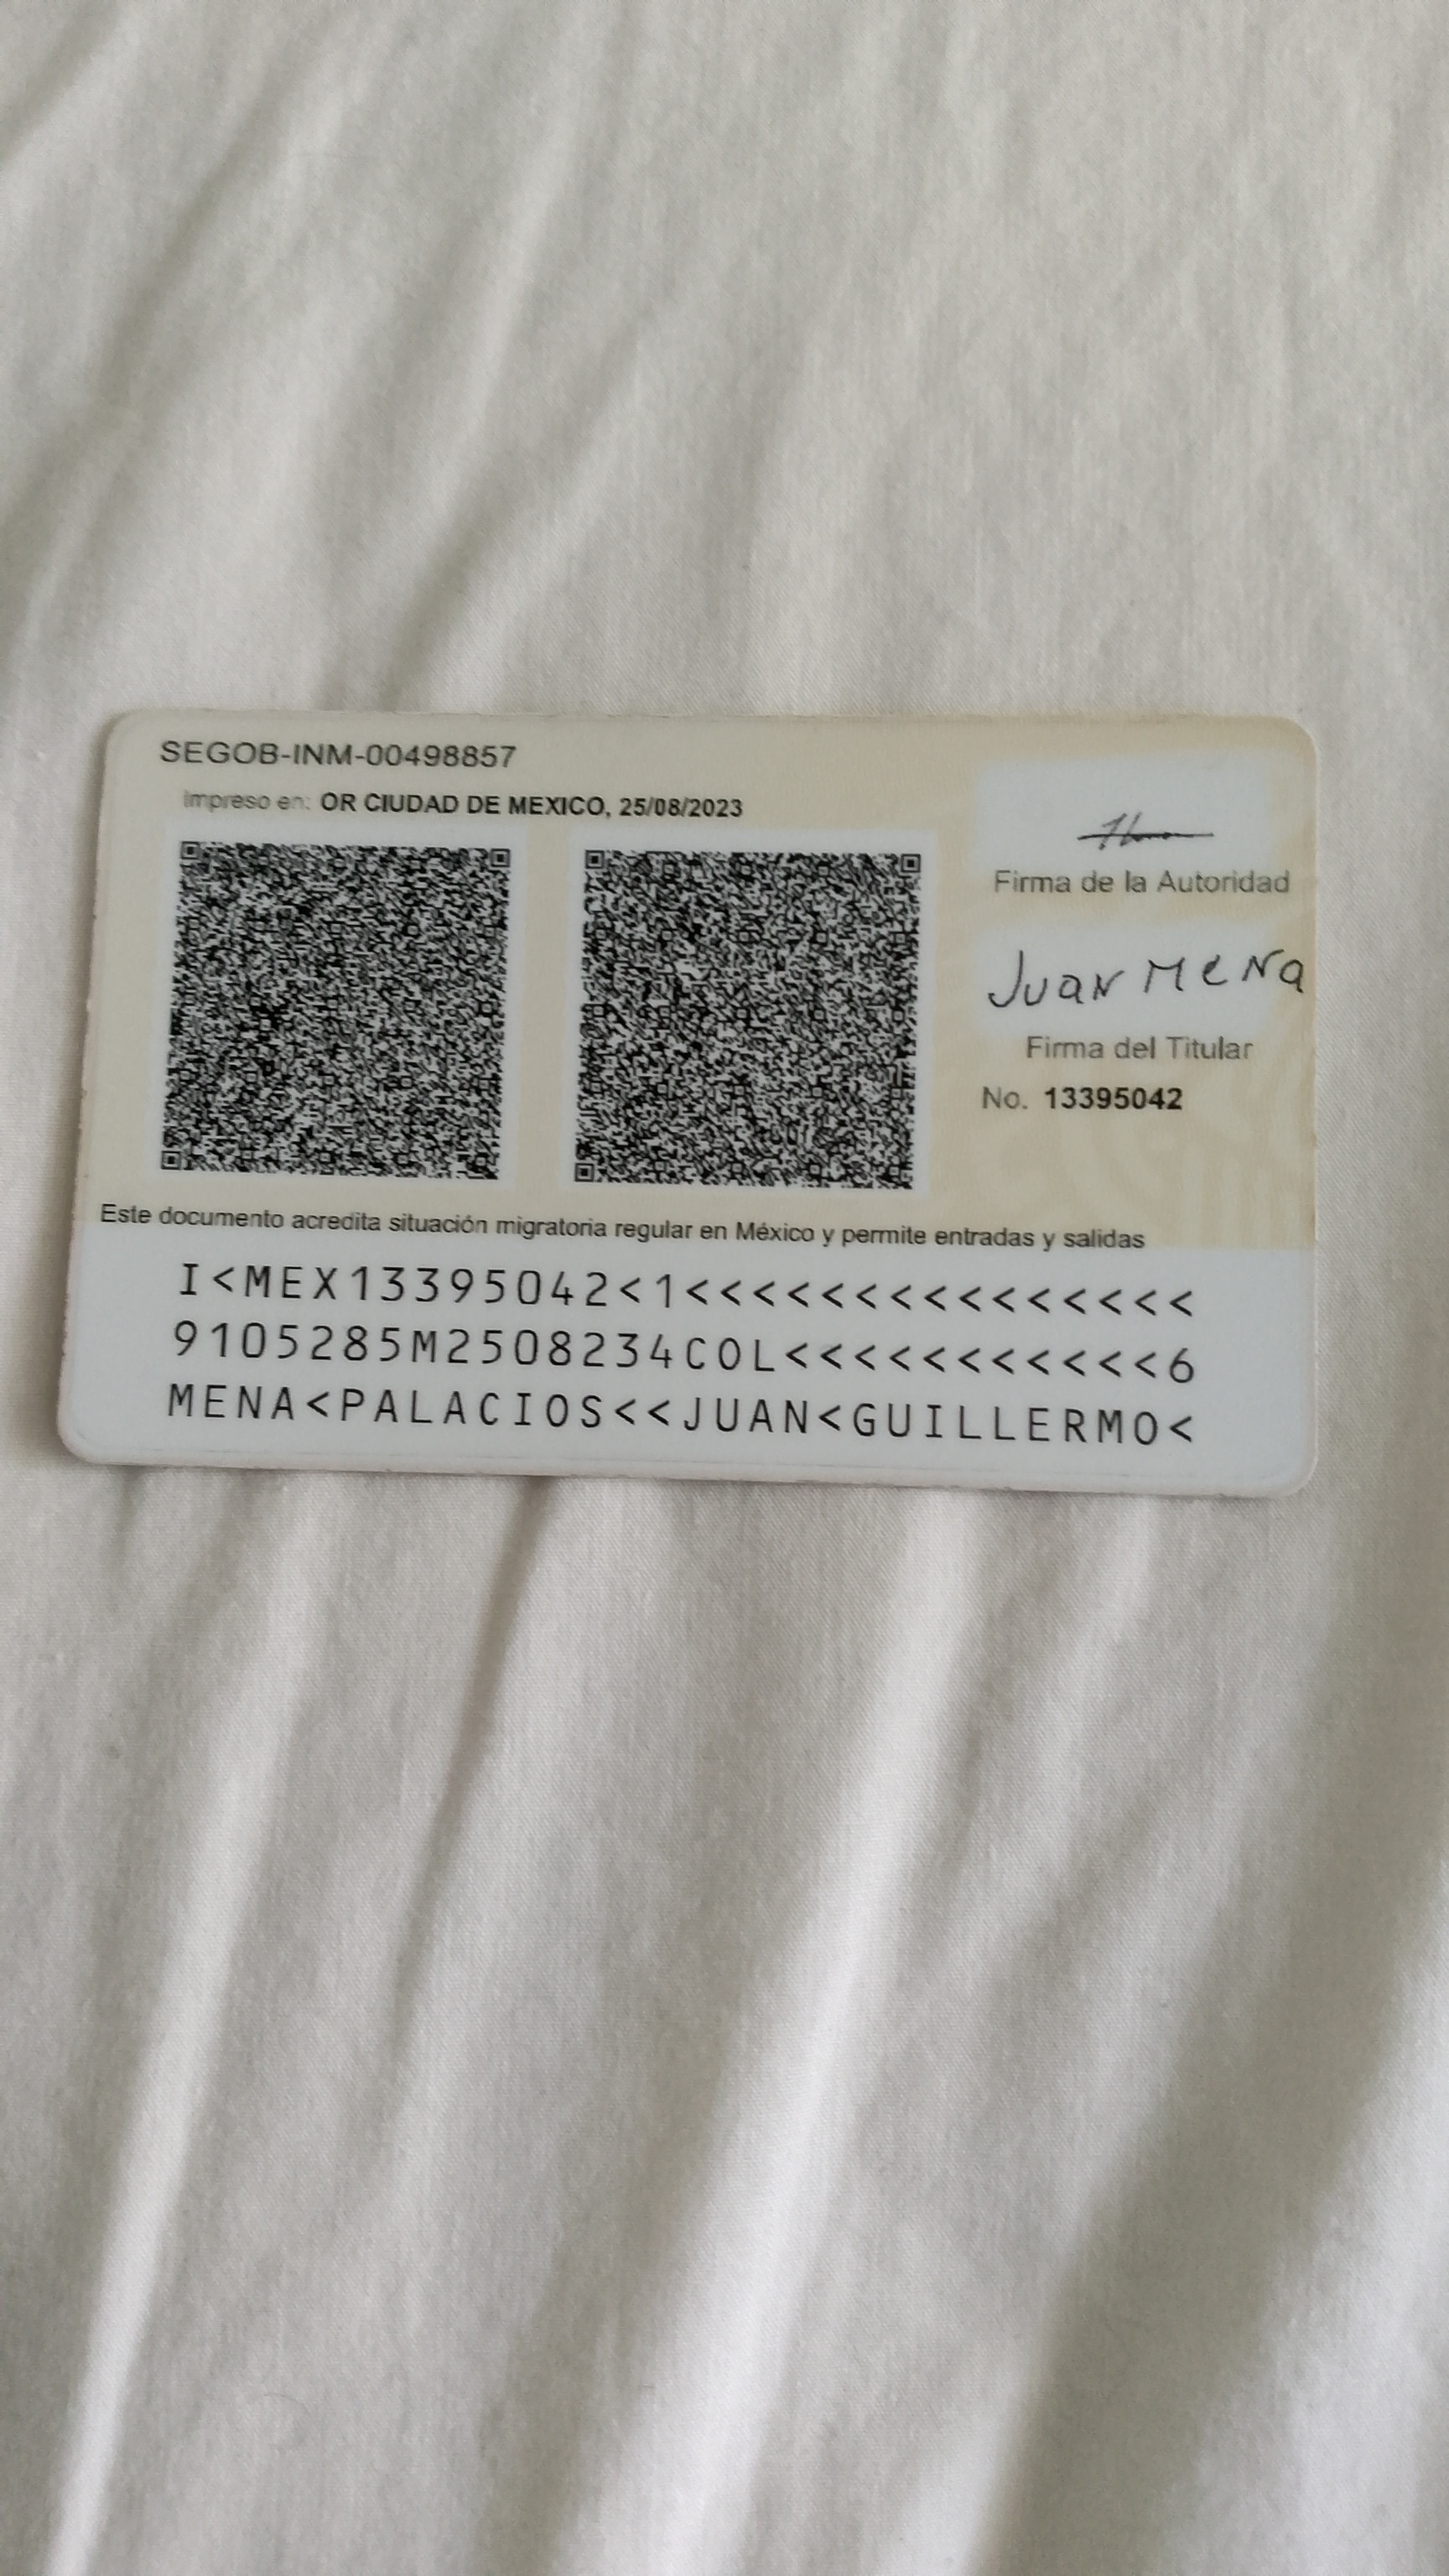 SEGOB-INM-00498857
Impreso en: OR CIUDAD DE MEXICO, 25/08/2023
Firma de la Autoridad
Juan Mena
Firma del Titular
No. 13395042
Este documento acredita situación migratoria regular en México y permite entradas y salidas
I<MEX13395042<1<<<<<<<<<<<<<<<
9105285M2508234COL<<<<<<<<<<<6
MENA<PALACIOS<<JUAN<GUILLERMO<